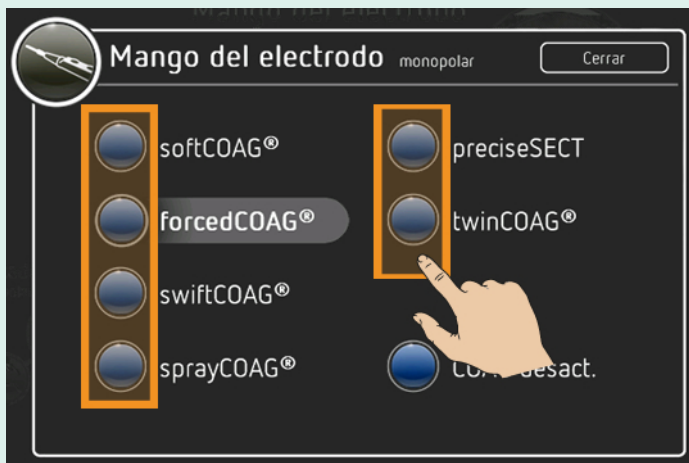 Mango del electrodo monopolar Cerrar
softCOAG®
forcedCOAG®
swiftCOAG®
sprayCOAG®
preciseSECT
twinCOAG®
desact.